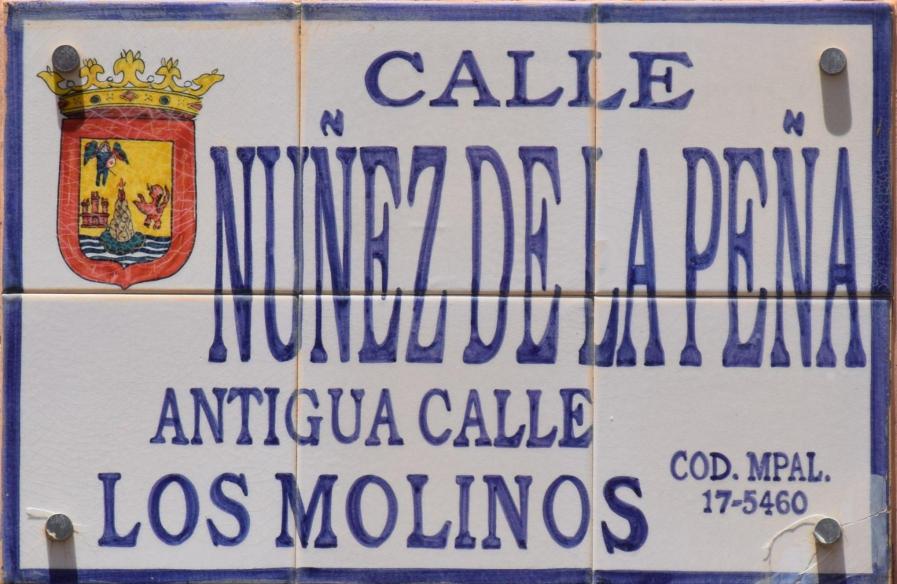 CALLE
NUÑEZ DE LA PEÑA
ANTIGUA CALLE
LOS MOLINOS
COD. MPAL.
17-5460